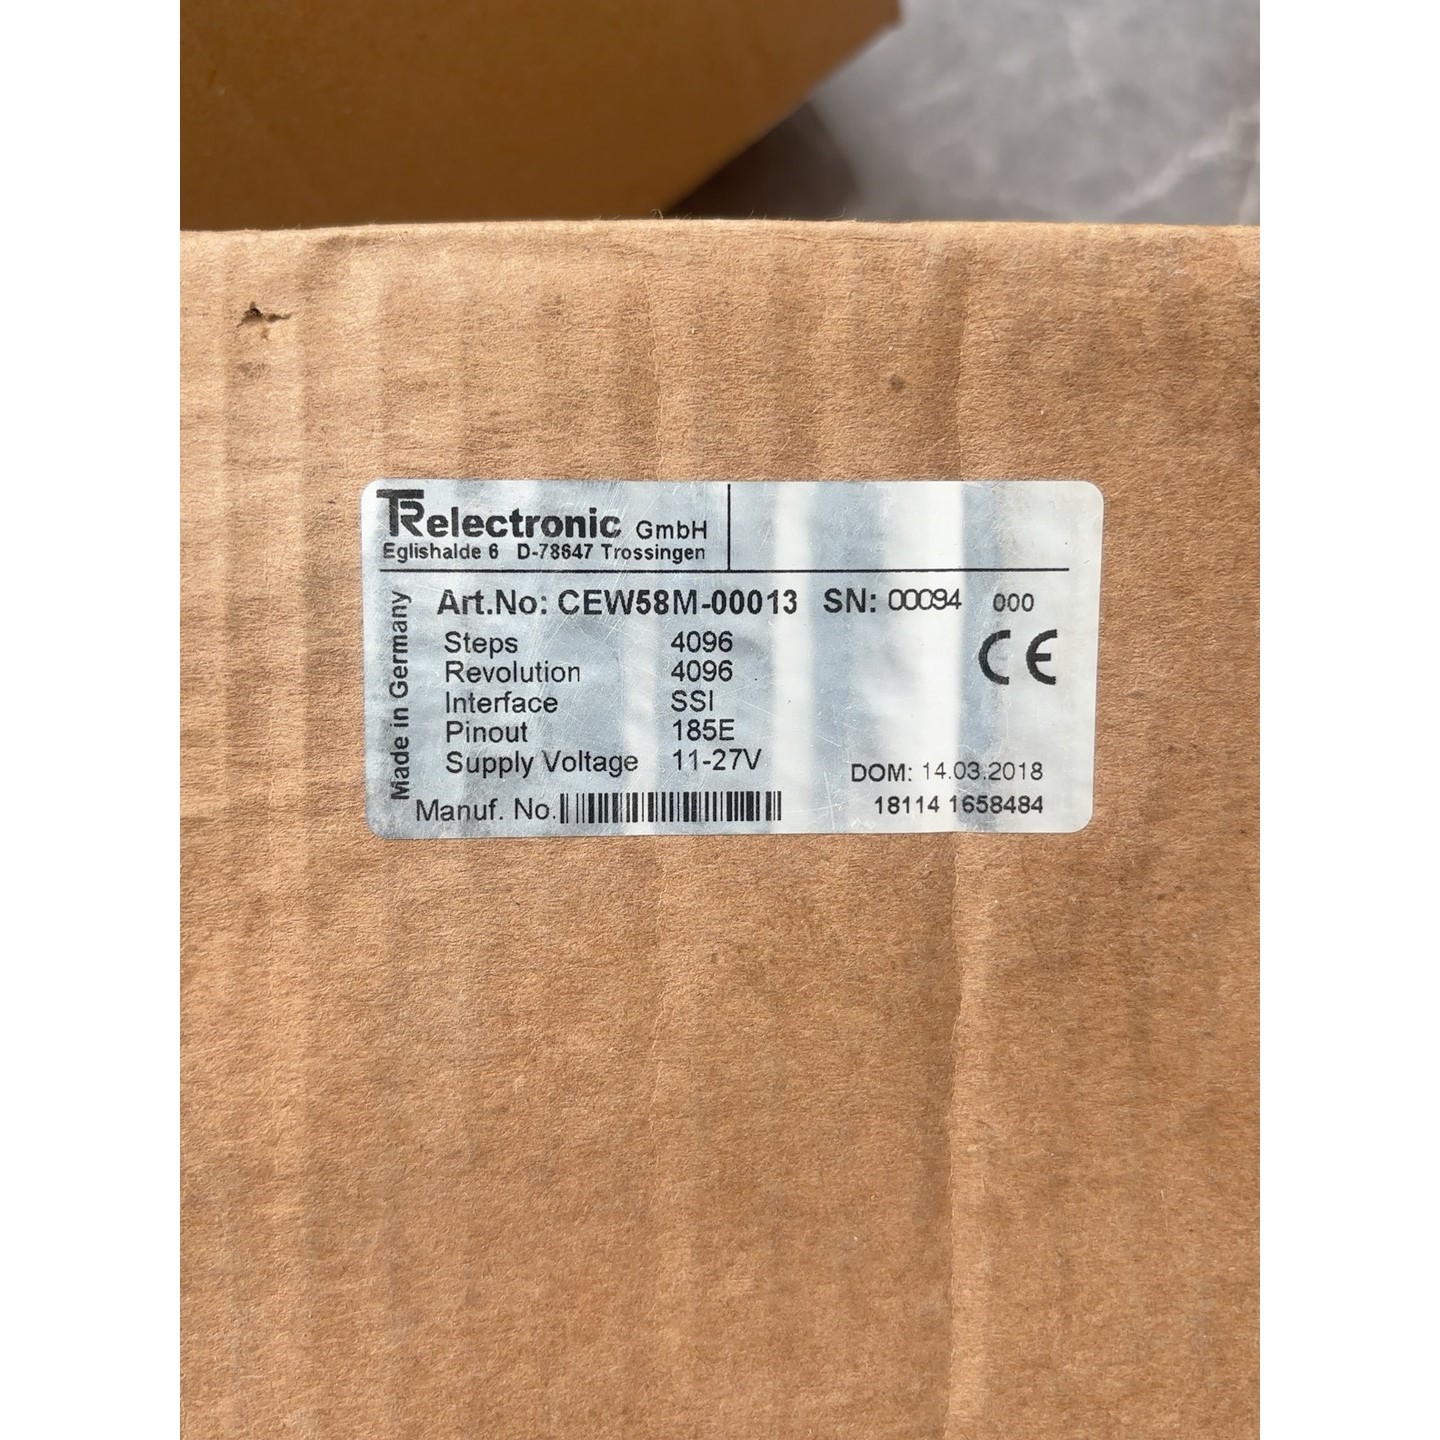 TRelectronic GmbH
Eglishalde 6 D-78647 Trossingen
Made in Germany
Art.No: CEW58M-00013 SN: 00094 000
Steps 4096
CE
Revolution 4096
Interface SSI
Pinout 185E
Supply Voltage 11-27V
DOM: 14.03.2018
Manuf. No. 18114 1658484